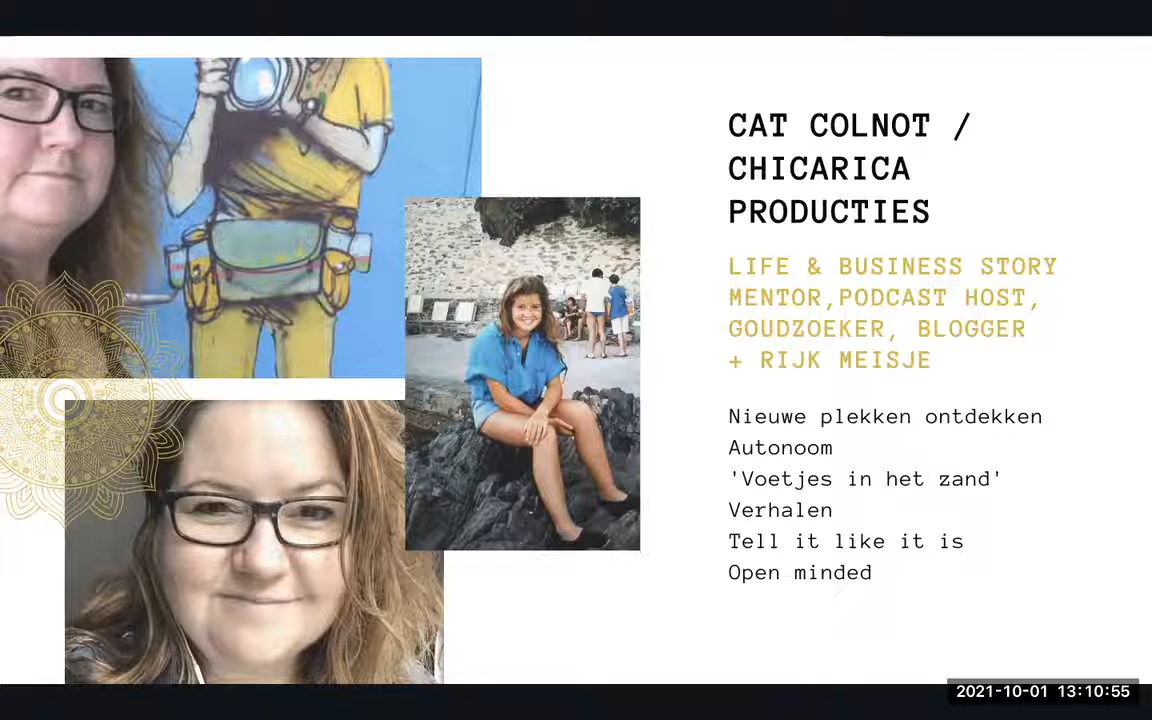 CAT COLNOT /
CHICARICA
PRODUCTIES
LIFE & BUSINESS STORY
MENTOR,PODCAST HOST,
GOUDZOEKER, BLOGGER
+ RIJK MEISJE
Nieuwe plekken ontdekken
Autonoom
'Voetjes in het zand'
Verhalen
Tell it like it is
Open minded
2021-10-01 13:10:55